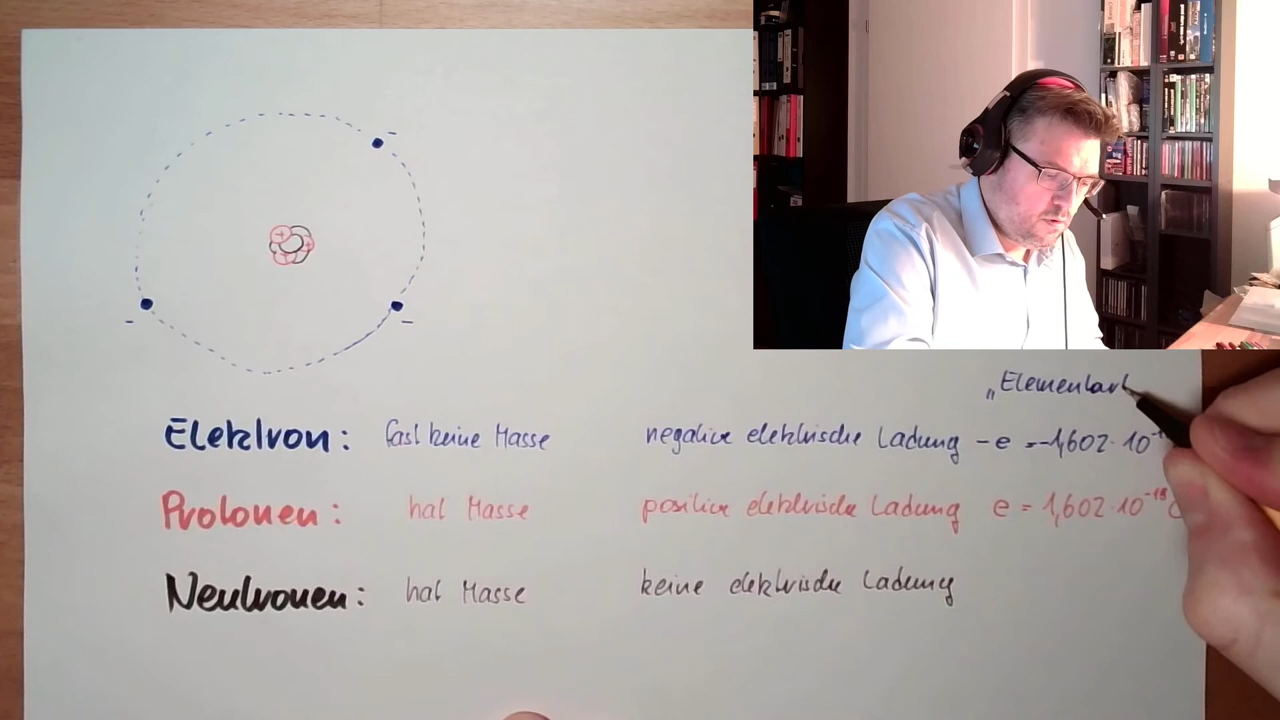 „Elementar
Elektron: fast keine Masse negative elektrische Ladung -e = -1,602 · 10⁻¹
Protonen: hat Masse positive elektrische Ladung e = 1,602 · 10⁻¹⁹ C
Neutronen: hat Masse keine elektrische Ladung